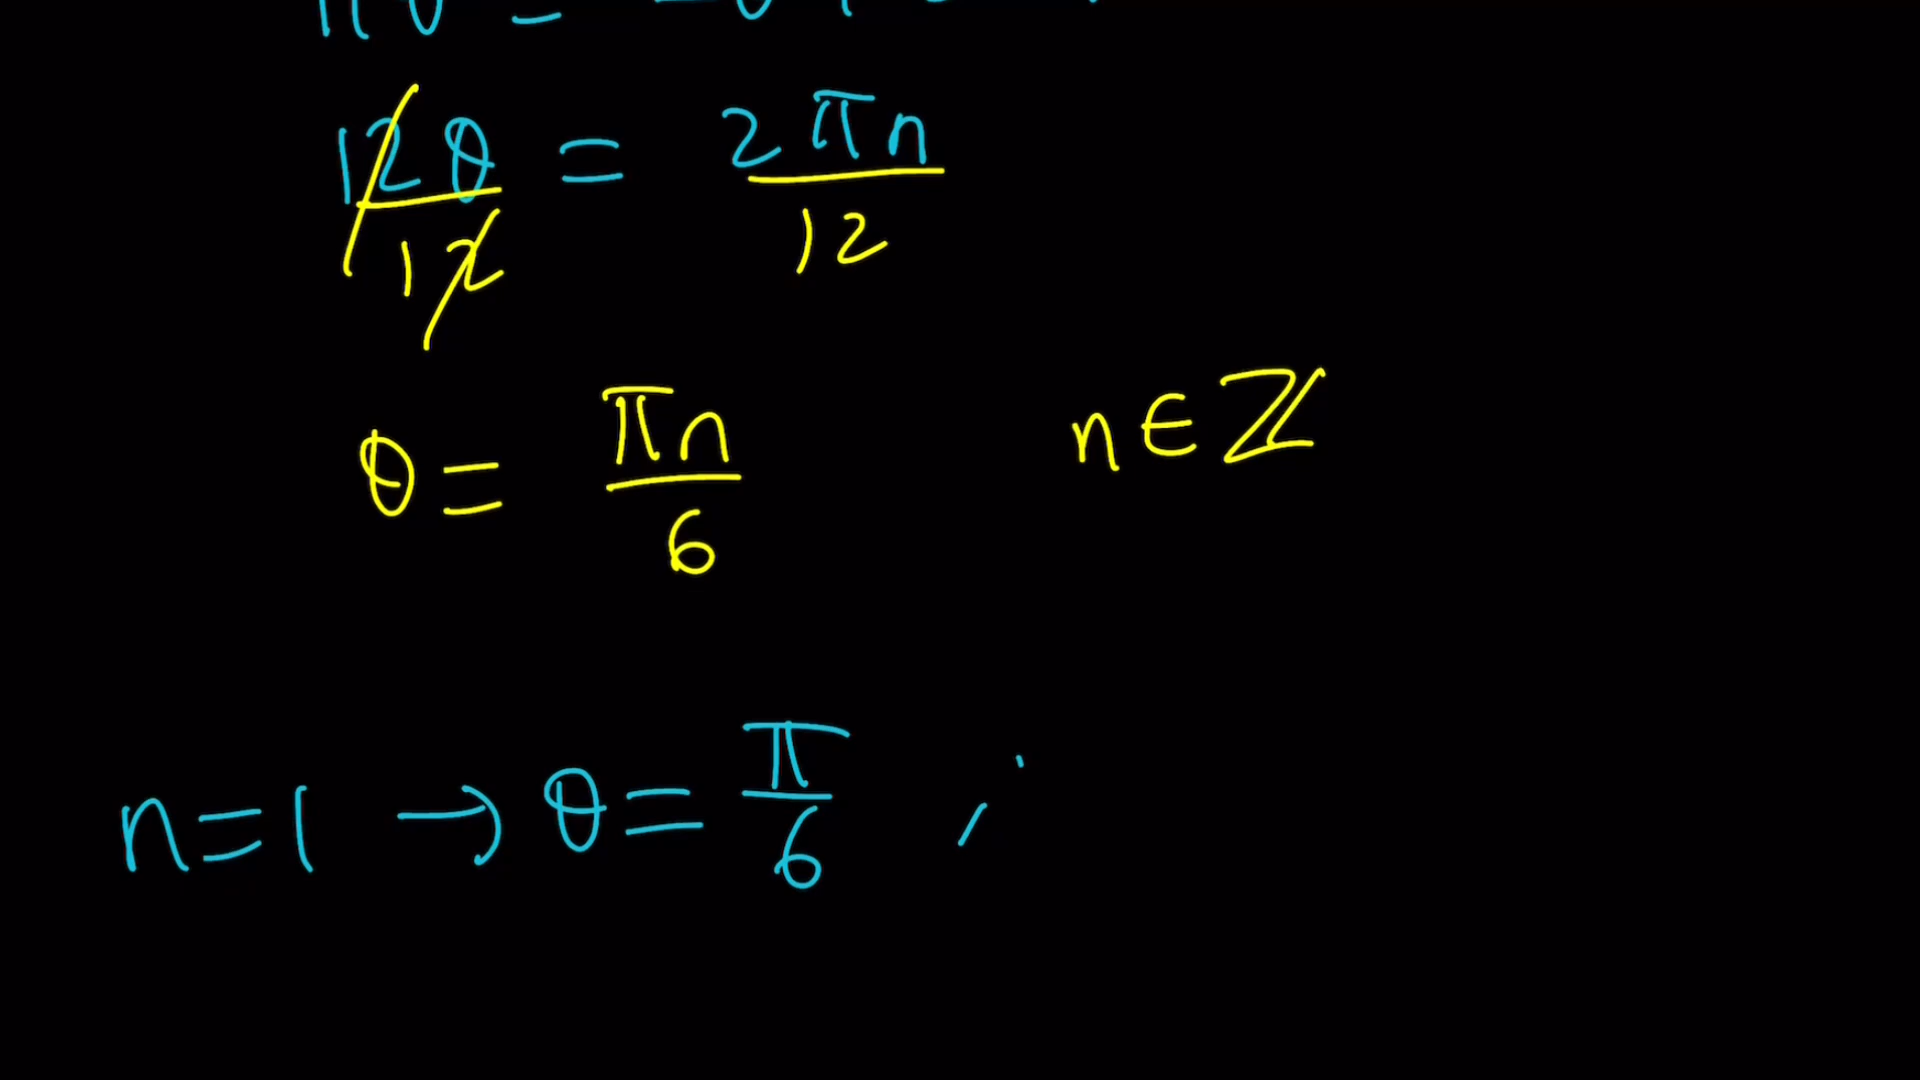 12θ/12 = 2πn/12
θ = πn/6 n∈ℤ
n=1 → θ = π/6 ,